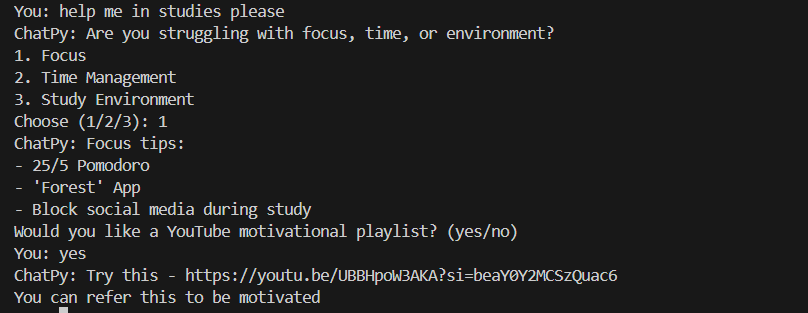 You: help me in studies please
ChatPy: Are you struggling with focus, time, or environment?
1. Focus
2. Time Management
3. Study Environment
Choose (1/2/3): 1
ChatPy: Focus tips:
- 25/5 Pomodoro
- 'Forest' App
- Block social media during study
Would you like a YouTube motivational playlist? (yes/no)
You: yes
ChatPy: Try this - https://youtu.be/UBBHpoW3AKA?si=beaY0Y2MCSzQuac6
You can refer this to be motivated